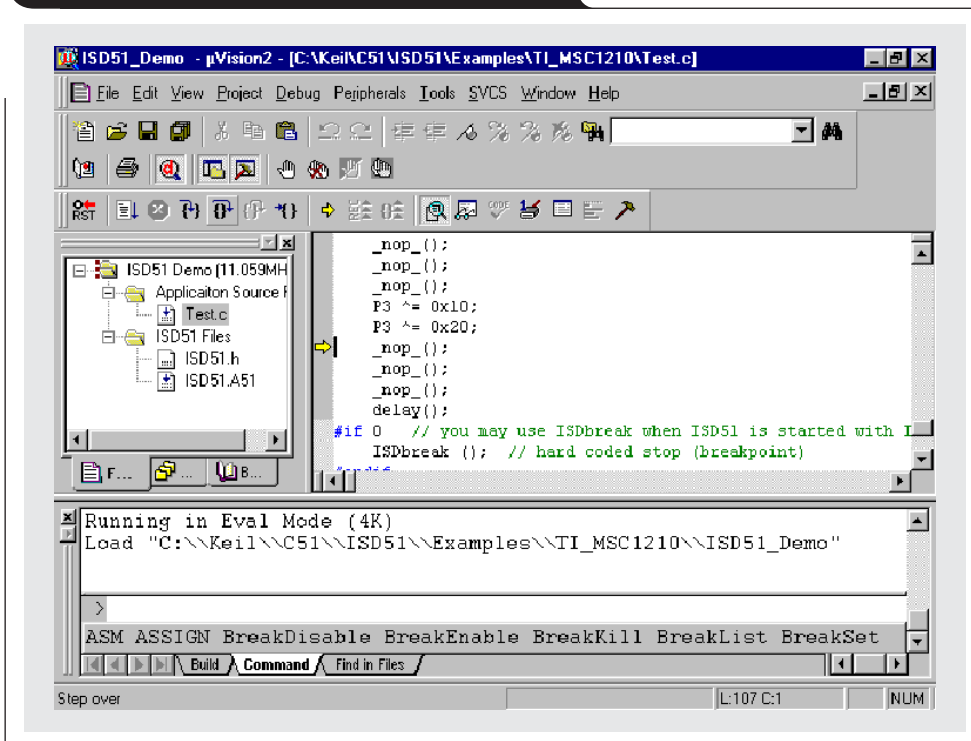 ISD51_Demo - µVision2 - [C:\Keil\C51\ISD51\Examples\TI_MSC1210\Test.c]
File Edit View Project Debug Peripherals Tools SVCS Window Help
RST
ISD51 Demo (11.059MH
Applicaiton Source F
Test.c
ISD51 Files
ISD51.h
ISD51.A51
F... ... B...
_nop_();
_nop_();
_nop_();
P3 ^= 0x10;
P3 ^= 0x20;
_nop_();
_nop_();
_nop_();
delay();
#if 0 // you may use ISDbreak when ISD51 is started with I
ISDbreak (); // hard coded stop (breakpoint)
#endif
Running in Eval Mode (4K)
Load "C:\\Keil\\C51\\ISD51\\Examples\\TI_MSC1210\\ISD51_Demo"
>
ASM ASSIGN BreakDisable BreakEnable BreakKill BreakList BreakSet
Build Command Find in Files
Step over L:107 C:1 NUM